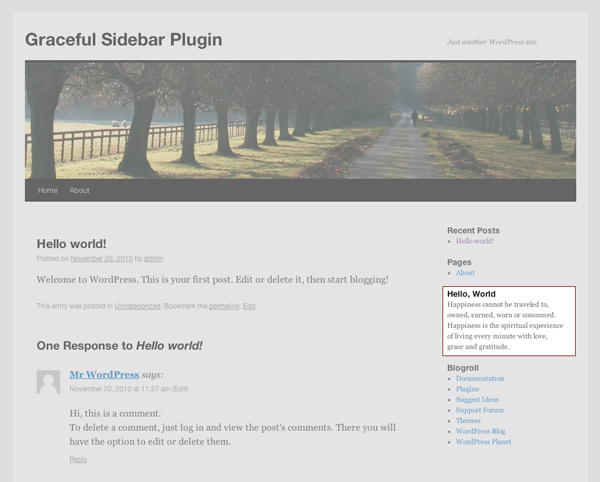 Graceful Sidebar Plugin
Just another WordPress site
Home About
Hello world!
Posted on November 20, 2010 by admin
Welcome to WordPress. This is your first post. Edit or delete it, then start blogging!
This entry was posted in Uncategorized. Bookmark the permalink. Edit
One Response to Hello world!
Mr WordPress says:
November 20, 2010 at 11:27 am (Edit)
Hi, this is a comment.
To delete a comment, just log in and view the post's comments. There you will
have the option to edit or delete them.
Reply
Recent Posts
Hello world!
Pages
About
Hello, World
Happiness cannot be traveled to,
owned, earned, worn or consumed.
Happiness is the spiritual experience
of living every minute with love,
grace and gratitude.
Blogroll
Documentation
Plugins
Suggest Ideas
Support Forum
Themes
WordPress Blog
WordPress Planet